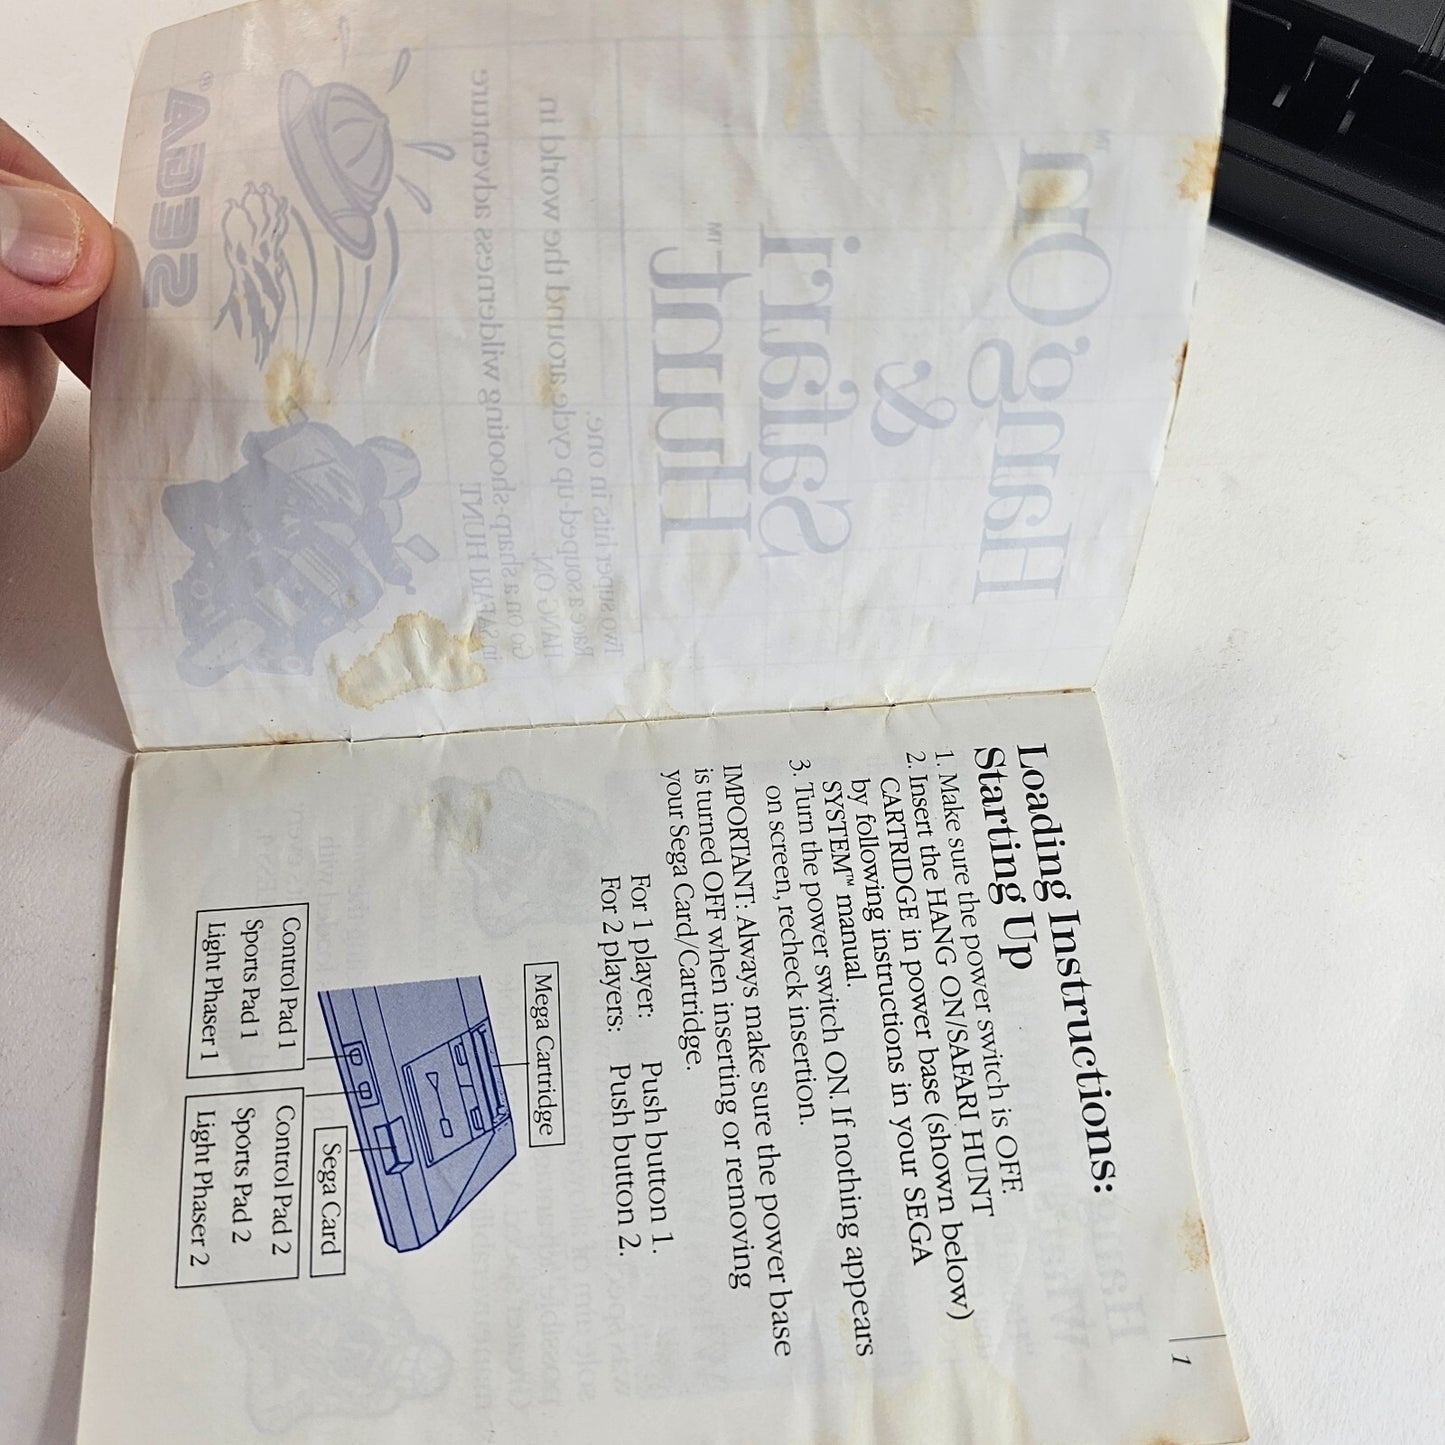 HangOn™
&
Safari
Hunt™
Two super hits in one.
Race a souped-up cycle around the world in
HANG ON.
Go on a sharp-shooting wilderness adventure
in SAFARI HUNT!
SEGA®
1
Loading Instructions:
Starting Up
1. Make sure the power switch is OFF.
2. Insert the HANG ON/SAFARI HUNT
CARTRIDGE in power base (shown below)
by following instructions in your SEGA
SYSTEM™ manual.
3. Turn the power switch ON. If nothing appears
on screen, recheck insertion.
IMPORTANT: Always make sure the power base
is turned OFF when inserting or removing
your Sega Card/Cartridge.
For 1 player: Push button 1.
For 2 players: Push button 2.
Mega Cartridge
Sega Card
Control Pad 1
Sports Pad 1
Light Phaser 1
Control Pad 2
Sports Pad 2
Light Phaser 2